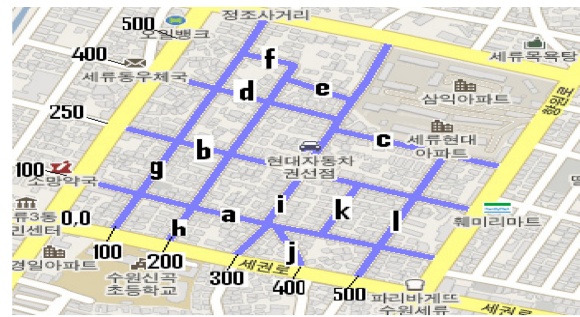 정조사거리
500
오일뱅크
400
세류동우체국
세류목욕탕
f
d
e
삼익아파트
향원로
250
b
c
세류현대
아파트
현대자동차
권선점
100
소망약국
g
i
k
l
a
h
j
0,0
류3동
민센터
훼미리마트
100
200
300
400
500
경일아파트
수원신곡
초등학교
세권로
파리바게뜨
수원세류
세권로